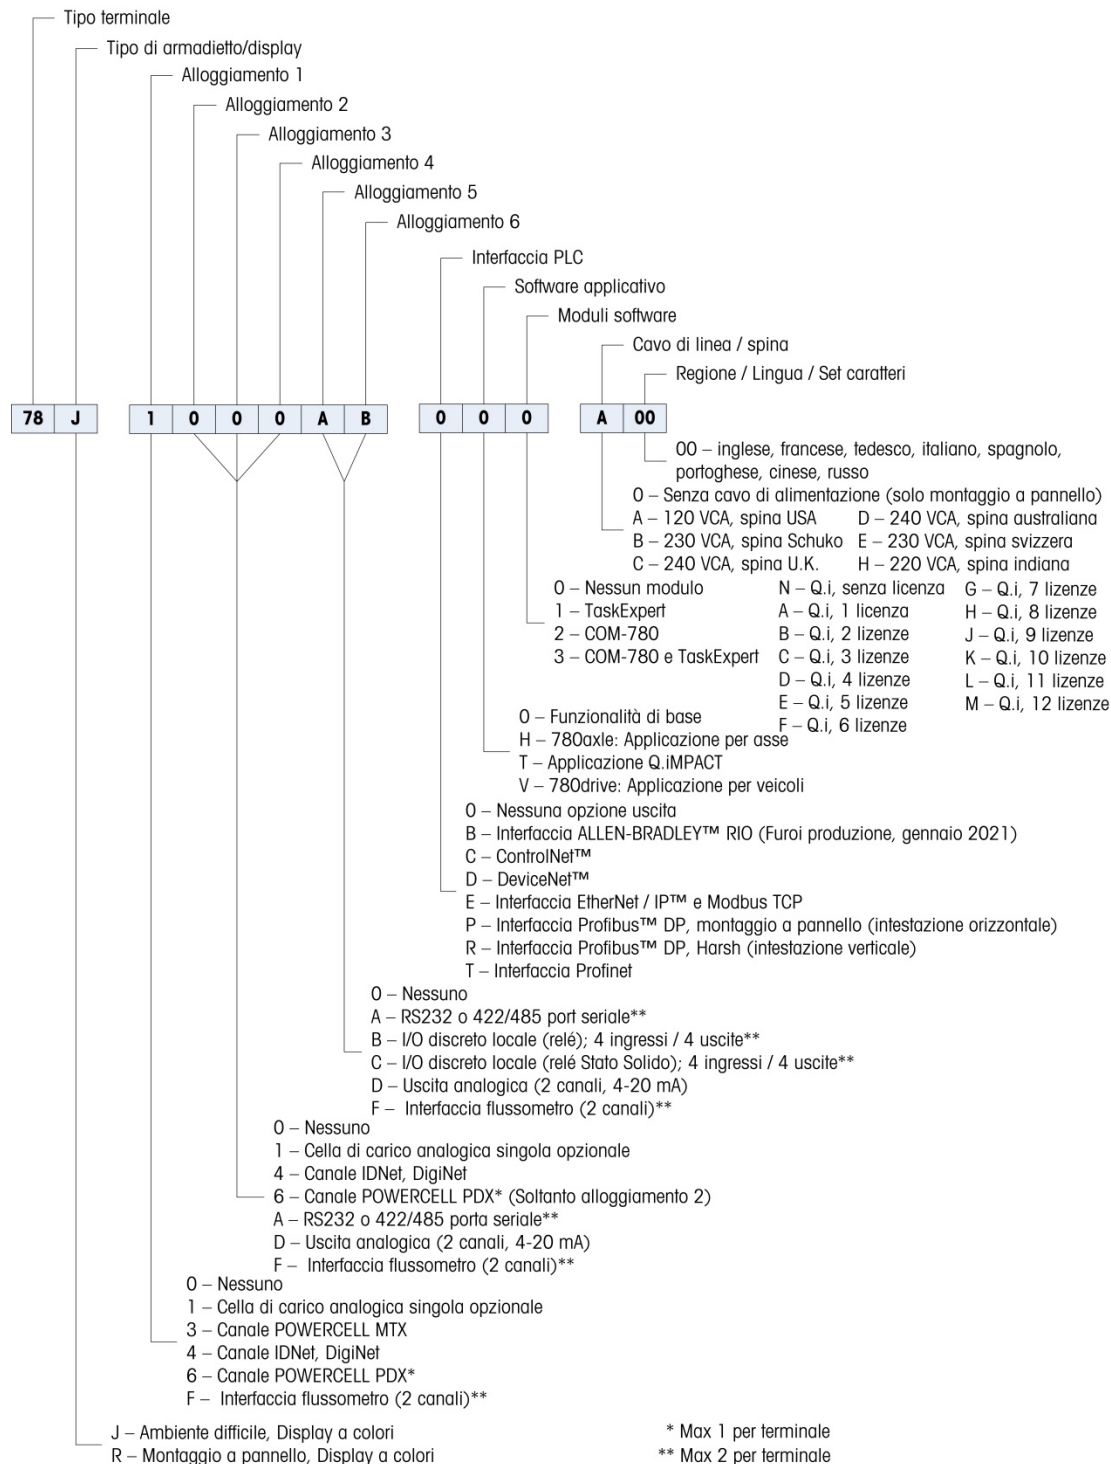 Tipo terminale
Tipo di armadietto/display
Alloggiamento 1
Alloggiamento 2
Alloggiamento 3
Alloggiamento 4
Alloggiamento 5
Alloggiamento 6
Interfaccia PLC
Software applicativo
Moduli software
Cavo di linea / spina
Regione / Lingua / Set caratteri
78 J 1 0 0 0 A B 0 0 0 A 00
00 – inglese, francese, tedesco, italiano, spagnolo,
portoghese, cinese, russo
0 – Senza cavo di alimentazione (solo montaggio a pannello)
A – 120 VCA, spina USA D – 240 VCA, spina australiana
B – 230 VCA, spina Schuko E – 230 VCA, spina svizzera
C – 240 VCA, spina U.K. H – 220 VCA, spina indiana
0 – Nessun modulo N – Q.i, senza licenza G – Q.i, 7 lizenze
1 – TaskExpert A – Q.i, 1 licenza H – Q.i, 8 lizenze
2 – COM-780 B – Q.i, 2 lizenze J – Q.i, 9 lizenze
3 – COM-780 e TaskExpert C – Q.i, 3 lizenze K – Q.i, 10 lizenze
D – Q.i, 4 lizenze L – Q.i, 11 lizenze
E – Q.i, 5 lizenze M – Q.i, 12 lizenze
F – Q.i, 6 lizenze
0 – Funzionalità di base
H – 780axle: Applicazione per asse
T – Applicazione Q.iMPACT
V – 780drive: Applicazione per veicoli
0 – Nessuna opzione uscita
B – Interfaccia ALLEN-BRADLEY™ RIO (Furoi produzione, gennaio 2021)
C – ControlNet™
D – DeviceNet™
E – Interfaccia EtherNet / IP™ e Modbus TCP
P – Interfaccia Profibus™ DP, montaggio a pannello (intestazione orizzontale)
R – Interfaccia Profibus™ DP, Harsh (intestazione verticale)
T – Interfaccia Profinet
0 – Nessuno
A – RS232 o 422/485 port seriale**
B – I/O discreto locale (relé); 4 ingressi / 4 uscite**
C – I/O discreto locale (relé Stato Solido); 4 ingressi / 4 uscite**
D – Uscita analogica (2 canali, 4-20 mA)
F – Interfaccia flussometro (2 canali)**
0 – Nessuno
1 – Cella di carico analogica singola opzionale
4 – Canale IDNet, DigiNet
6 – Canale POWERCELL PDX* (Soltanto alloggiamento 2)
A – RS232 o 422/485 porta seriale**
D – Uscita analogica (2 canali, 4-20 mA)
F – Interfaccia flussometro (2 canali)**
0 – Nessuno
1 – Cella di carico analogica singola opzionale
3 – Canale POWERCELL MTX
4 – Canale IDNet, DigiNet
6 – Canale POWERCELL PDX*
F – Interfaccia flussometro (2 canali)**
J – Ambiente difficile, Display a colori
R – Montaggio a pannello, Display a colori
* Max 1 per terminale
** Max 2 per terminale